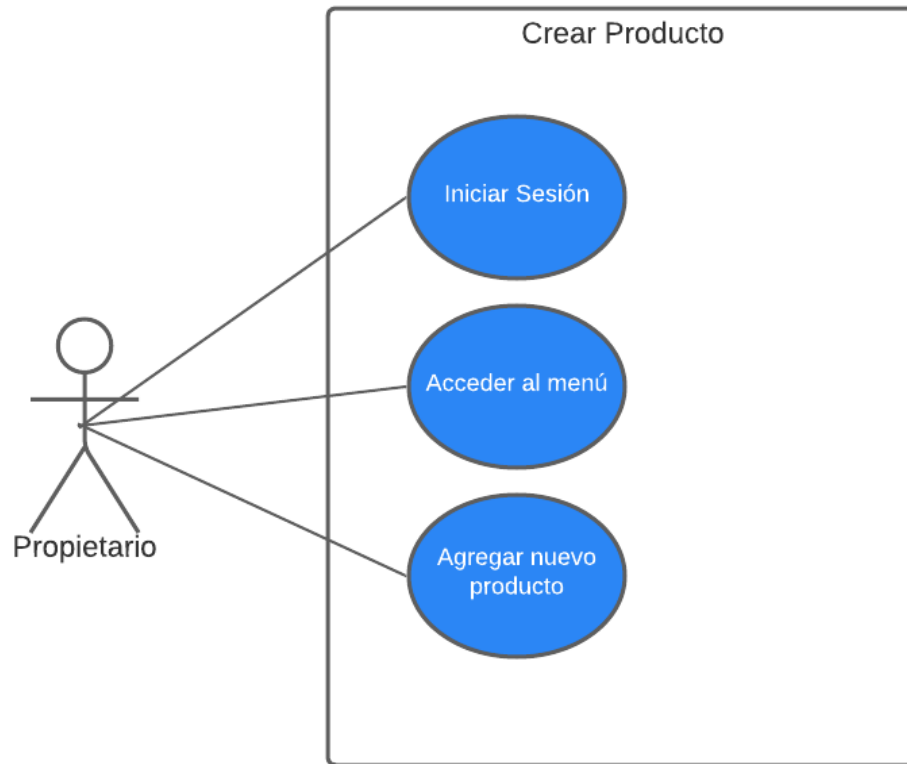 Crear Producto
Iniciar Sesión
Acceder al menú
Agregar nuevo
producto
Propietario